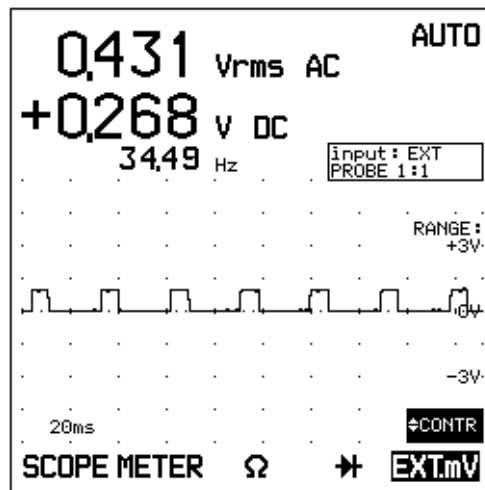 AUTO
0,431 Vrms AC
+0,268 V DC
34,49 Hz
input: EXT
PROBE 1:1
RANGE:
+3V
0V
-3V
20ms
≑CONTR
SCOPE METER Ω EXT.mV